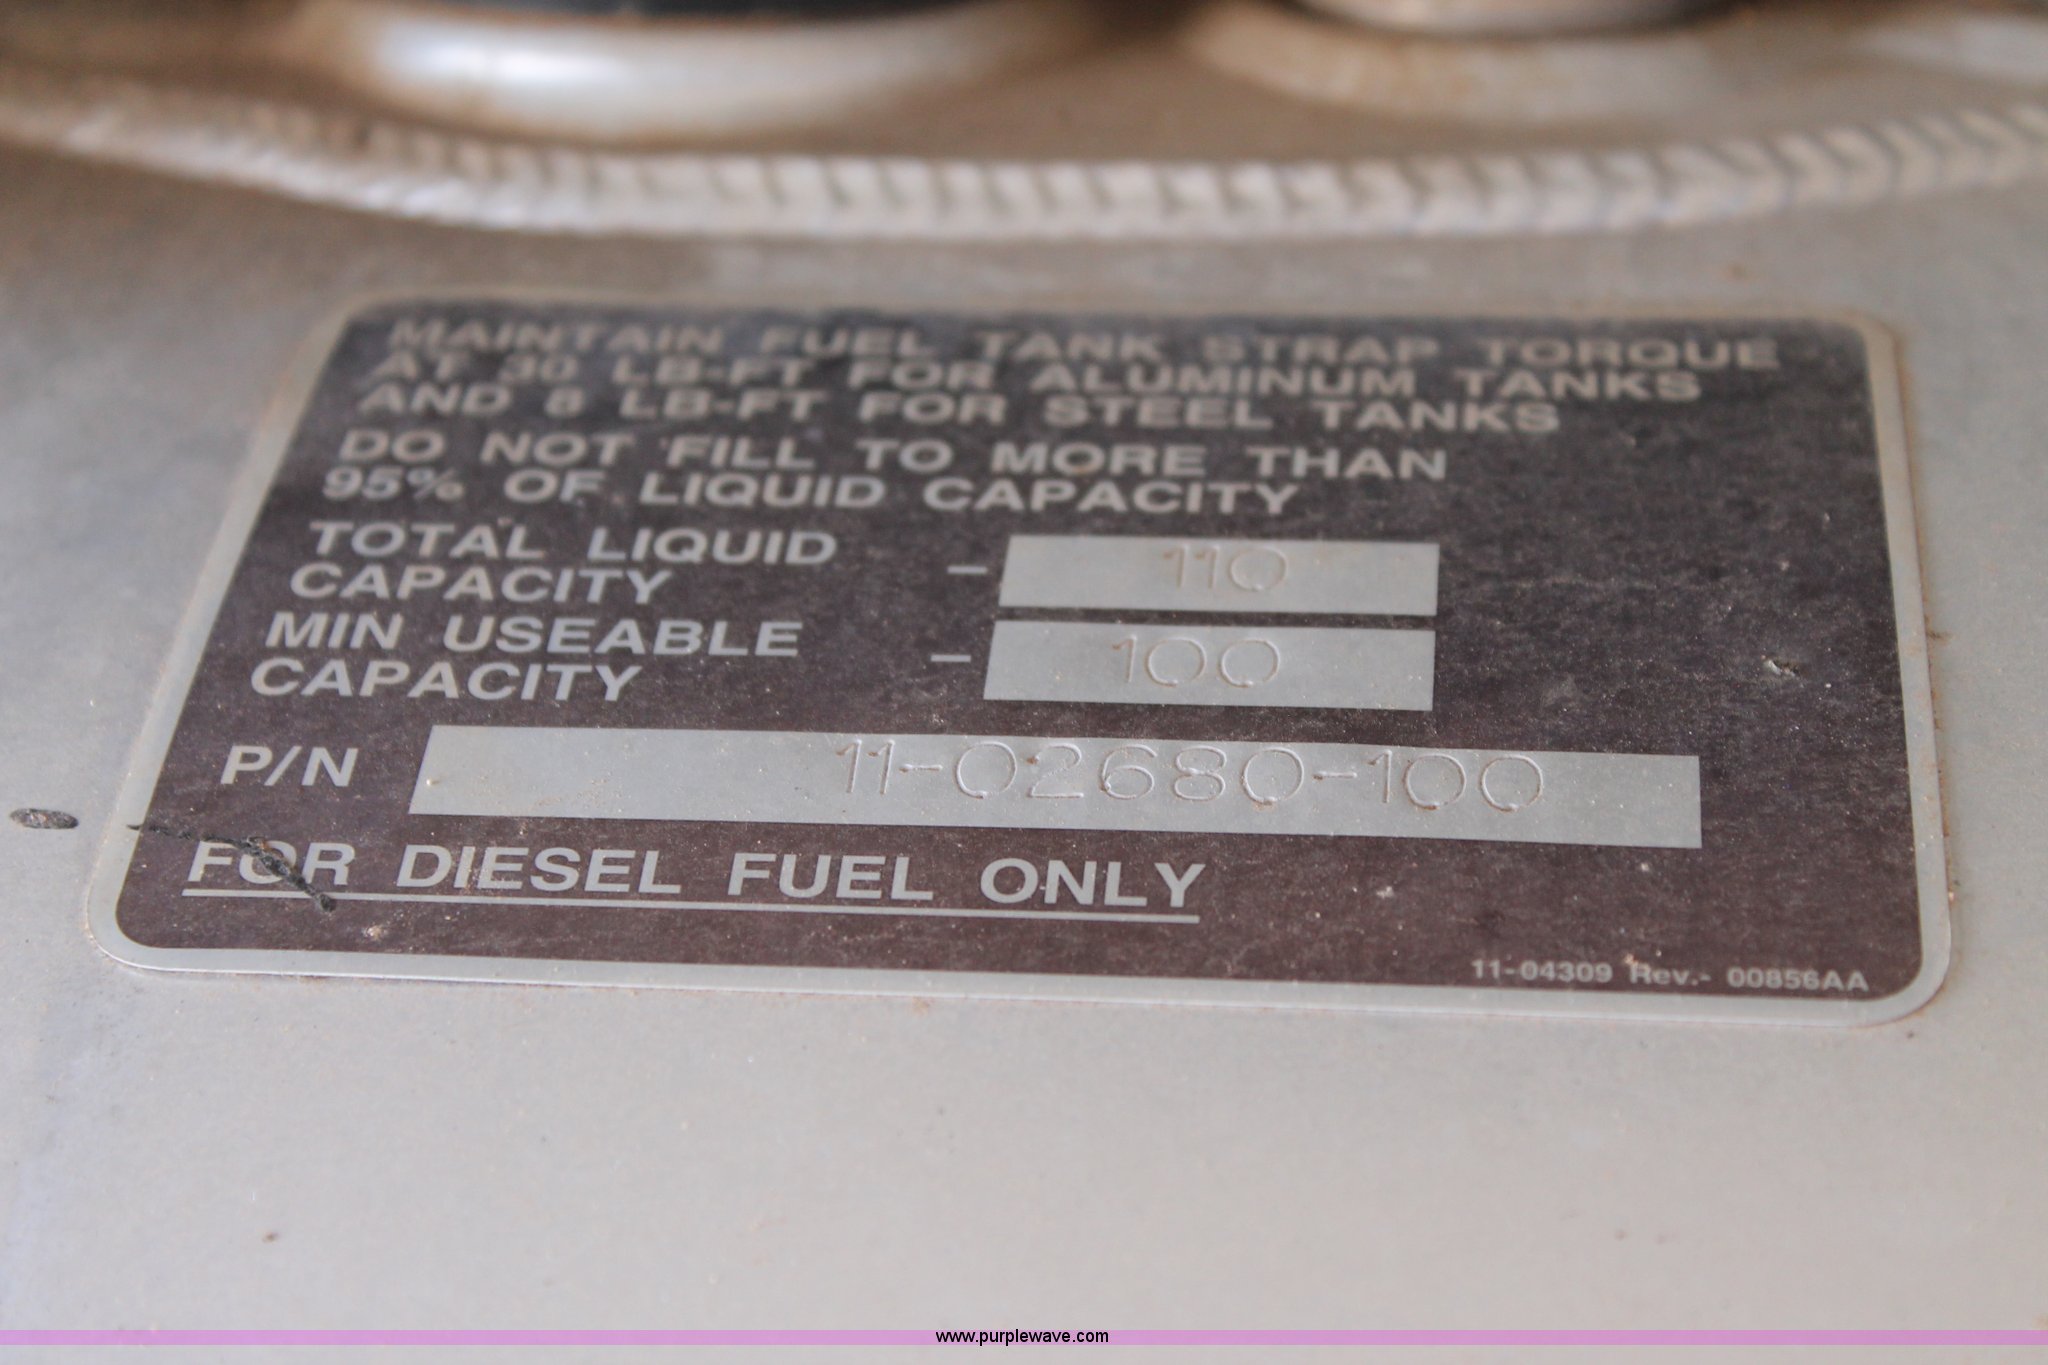 MAINTAIN FUEL TANK STRAP TORQUE
AT 30 LB-FT FOR ALUMINUM TANKS
AND 8 LB-FT FOR STEEL TANKS
DO NOT FILL TO MORE THAN
95% OF LIQUID CAPACITY
TOTAL LIQUID
CAPACITY - 110
MIN USEABLE
CAPACITY - 100
P/N 11-02680-100
FOR DIESEL FUEL ONLY
11-04309 Rev.- 00856AA
www.purplewave.com